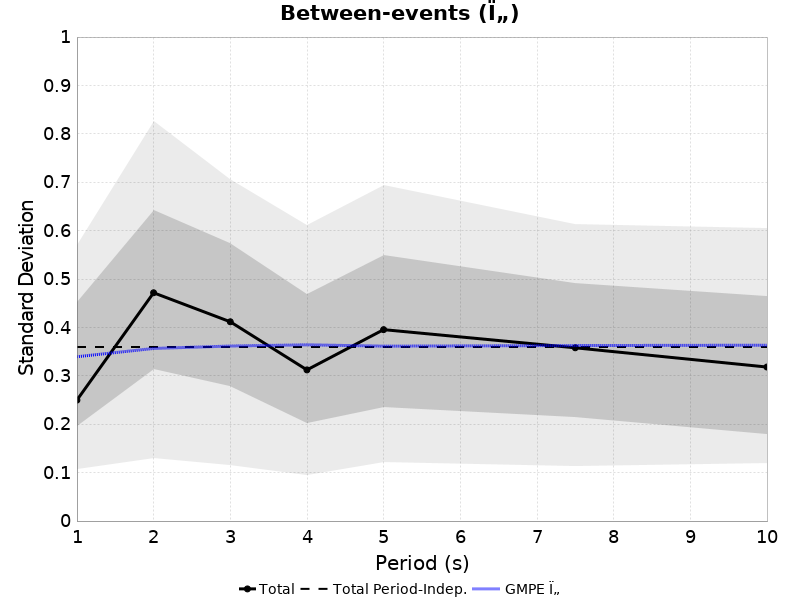 Between-events (Ï„)
1
0.9
0.8
0.7
0.6
0.5
0.4
0.3
0.2
0.1
0
Standard Deviation
1 2 3 4 5 6 7 8 9 10
Period (s)
Total Total Period-Indep. GMPE Ï„